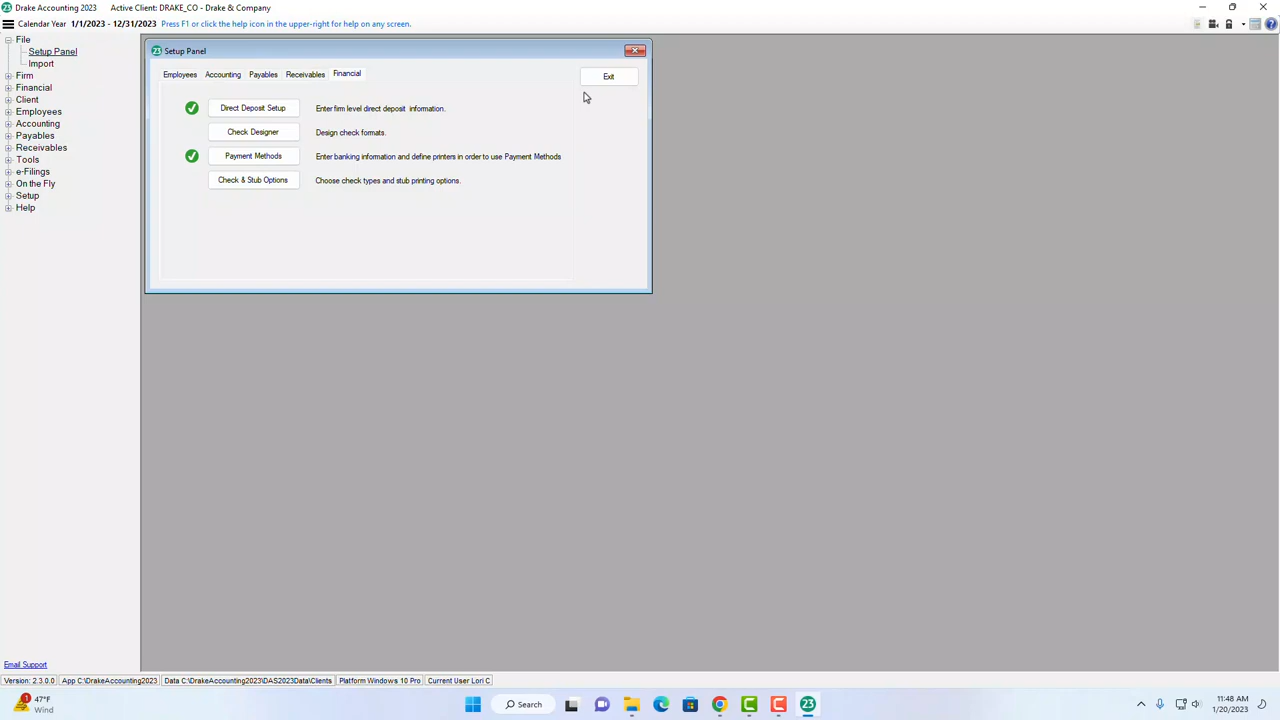 Drake Accounting 2023 Active Client: DRAKE_CO - Drake & Company
Calendar Year 1/1/2023 - 12/31/2023 Press F1 or click the help icon in the upper-right for help on any screen.
File
Setup Panel
Import
Firm
Financial
Client
Employees
Accounting
Payables
Receivables
Tools
e-Filings
On the Fly
Setup
Help
23 Setup Panel
Employees Accounting Payables Receivables Financial
Exit
Direct Deposit Setup Enter firm level direct deposit information.
Check Designer Design check formats.
Payment Methods Enter banking information and define printers in order to use Payment Methods
Check & Stub Options Choose check types and stub printing options.
Email Support
Version: 2.3.0.0 App C:\DrakeAccounting2023 Data C:\DrakeAccounting2023\DAS2023Data\Clients Platform Windows 10 Pro Current User Lori C
1 47°F
Wind
Search
23
11:48 AM
1/20/2023